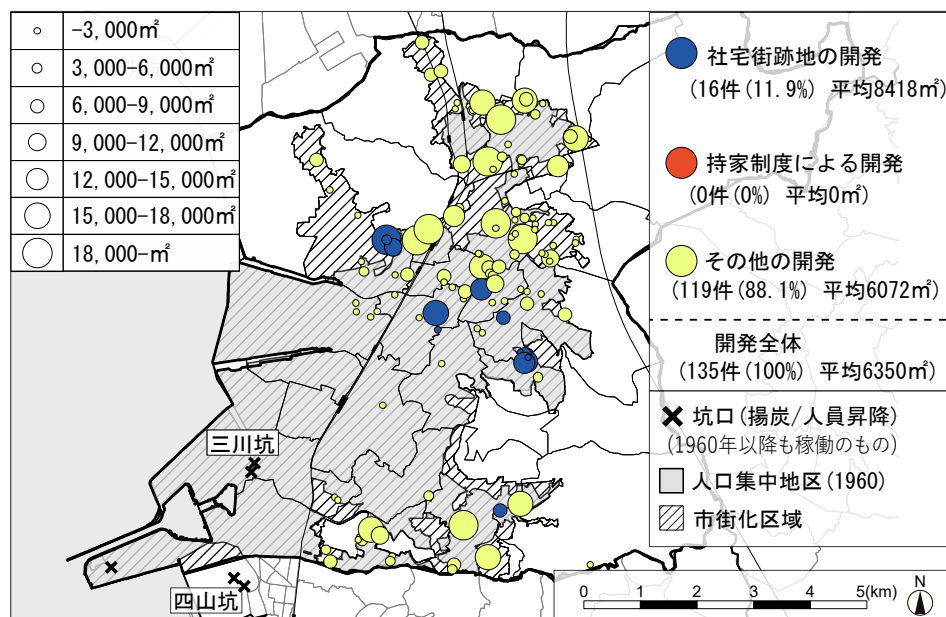 -3,000㎡
3,000-6,000㎡
6,000-9,000㎡
9,000-12,000㎡
12,000-15,000㎡
15,000-18,000㎡
18,000-㎡
社宅街跡地の開発
(16件(11.9%) 平均8418㎡)
持家制度による開発
(0件(0%) 平均0㎡)
その他の開発
(119件(88.1%) 平均6072㎡)
開発全体
(135件(100%) 平均6350㎡)
坑口(揚炭/人員昇降)
(1960年以降も稼働のもの)
人口集中地区(1960)
市街化区域
三川坑
四山坑
0 1 2 3 4 5(km)
N